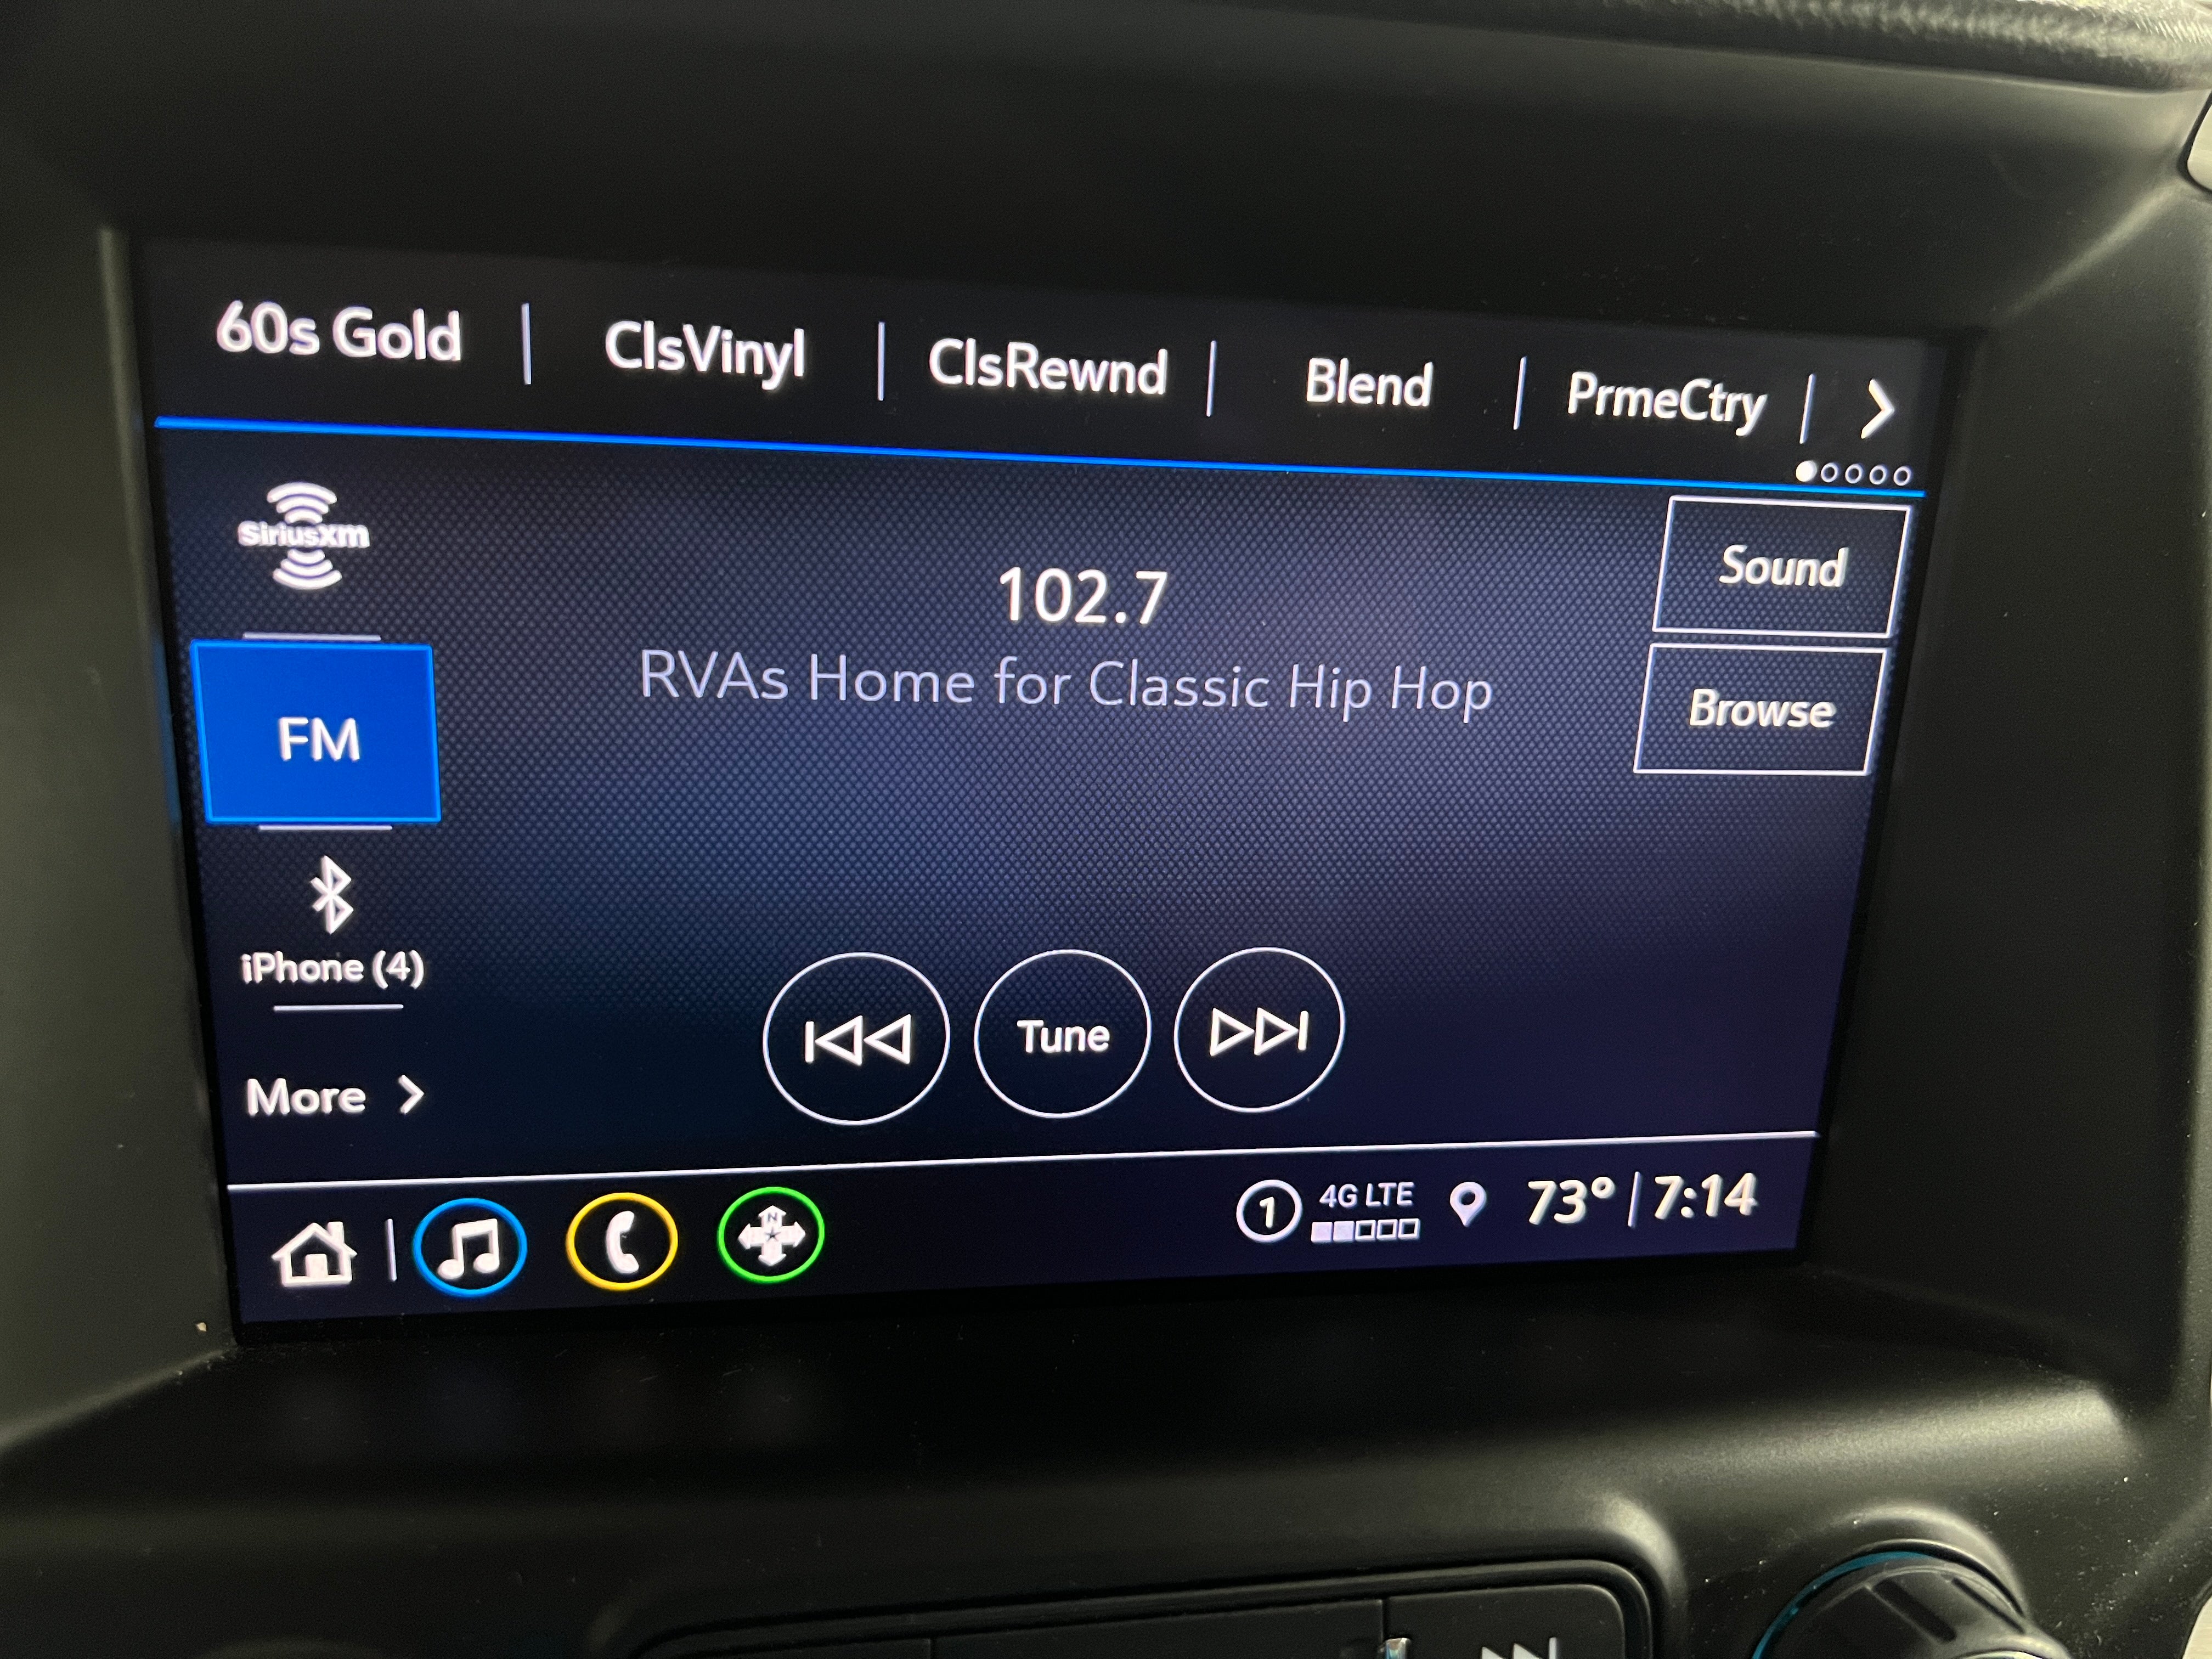 60s Gold
ClsVinyl
ClsRewnd
Blend
PrmeCtry
siriusxm
Sound
102.7
RVAs Home for Classic Hip Hop
FM
Browse
iPhone (4)
Tune
More
N
1
4G LTE
73° 7:14